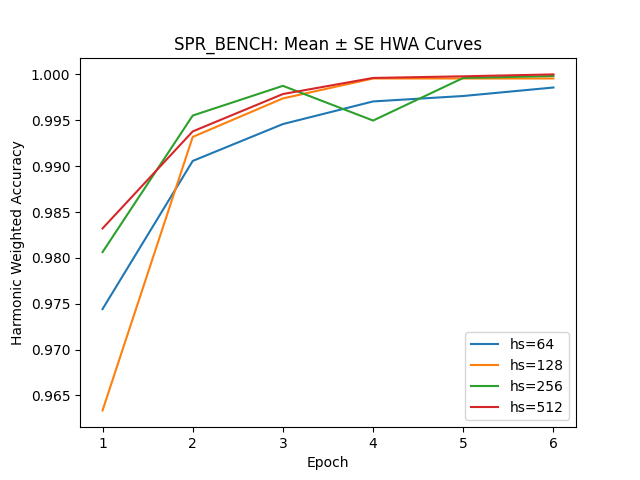 SPR_BENCH: Mean ± SE HWA Curves
Harmonic Weighted Accuracy
1.000
0.995
0.990
0.985
0.980
0.975
0.970
0.965
hs=64
hs=128
hs=256
hs=512
1 2 3 4 5 6
Epoch